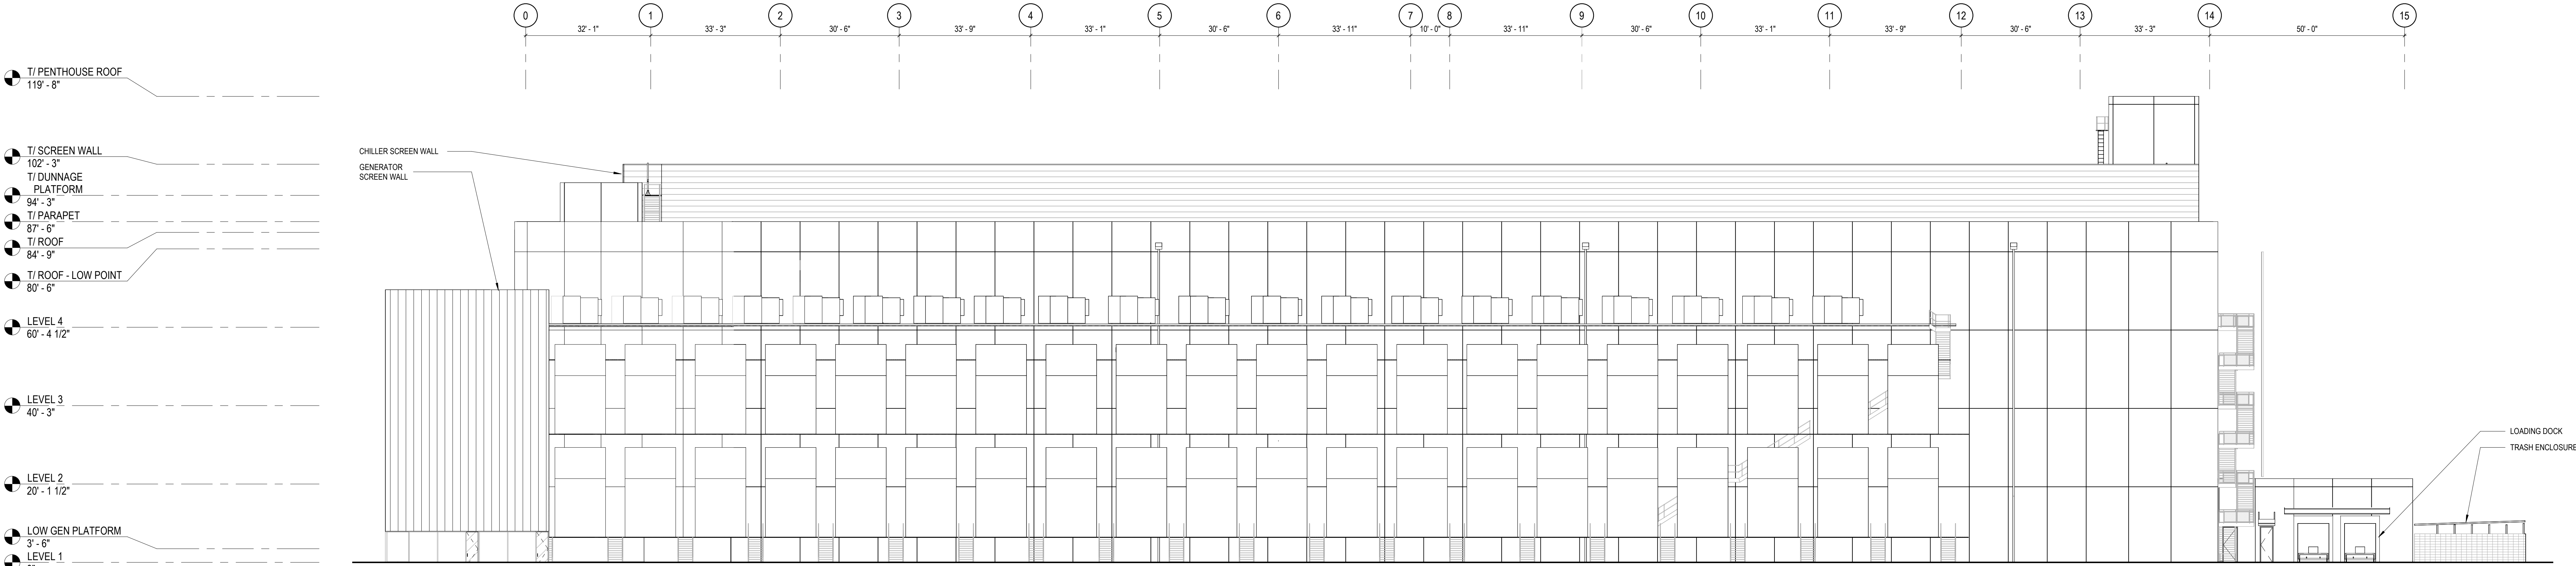 0 1 2 3 4 5 6 7 8 9 10 11 12 13 14 15
32' - 1" 33' - 3" 30' - 6" 33' - 9" 33' - 1" 30' - 6" 33' - 11" 10' - 0" 33' - 11" 30' - 6" 33' - 1" 33' - 9" 30' - 6" 33' - 3" 50' - 0"
T/ PENTHOUSE ROOF
119' - 8"
T/ SCREEN WALL
102' - 3"
T/ DUNNAGE
PLATFORM
94' - 3"
T/ PARAPET
87' - 6"
T/ ROOF
84' - 9"
T/ ROOF - LOW POINT
80' - 6"
LEVEL 4
60' - 4 1/2"
LEVEL 3
40' - 3"
LEVEL 2
20' - 1 1/2"
LOW GEN PLATFORM
3' - 6"
LEVEL 1
CHILLER SCREEN WALL
GENERATOR
SCREEN WALL
LOADING DOCK
TRASH ENCLOSURE